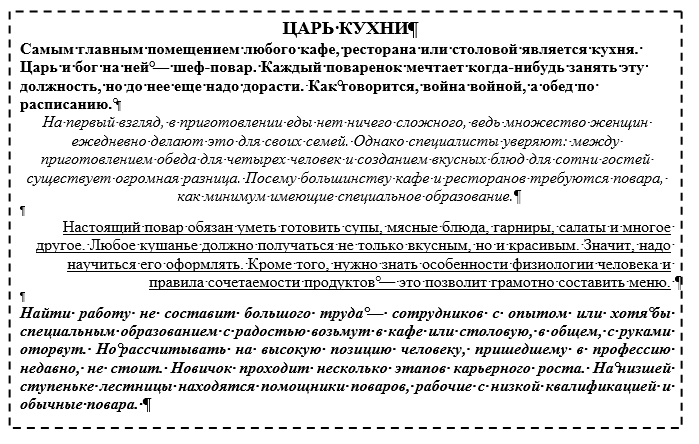 ЦАРЬ КУХНИ¶
Самым главным помещением любого кафе, ресторана или столовой является кухня.
Царь и бог на ней — шеф-повар. Каждый поваренок мечтает когда-нибудь занять эту
должность, но до нее еще надо дорасти. Как говорится, война войной, а обед по
расписанию. ¶
На первый взгляд, в приготовлении еды нет ничего сложного, ведь множество женщин
ежедневно делают это для своих семей. Однако специалисты уверяют: между
приготовлением обеда для четырех человек и созданием вкусных блюд для сотни гостей
существует огромная разница. Посему большинству кафе и ресторанов требуются повара,
как минимум имеющие специальное образование. ¶
¶
Настоящий повар обязан уметь готовить супы, мясные блюда, гарниры, салаты и многое
другое. Любое кушанье должно получаться не только вкусным, но и красивым. Значит, надо
научиться его оформлять. Кроме того, нужно знать особенности физиологии человека и
правила сочетаемости продуктов — это позволит грамотно составить меню. ¶
¶
Найти работу не составит большого труда — сотрудников с опытом или хотя бы
специальным образованием с радостью возьмут в кафе или столовую, в общем, с руками
оторвут. Но рассчитывать на высокую позицию человеку, пришедшему в профессию
недавно, не стоит. Новичок проходит несколько этапов карьерного роста. На низшей
ступеньке лестницы находятся помощники поваров, рабочие с низкой квалификацией и
обычные повара. ¶